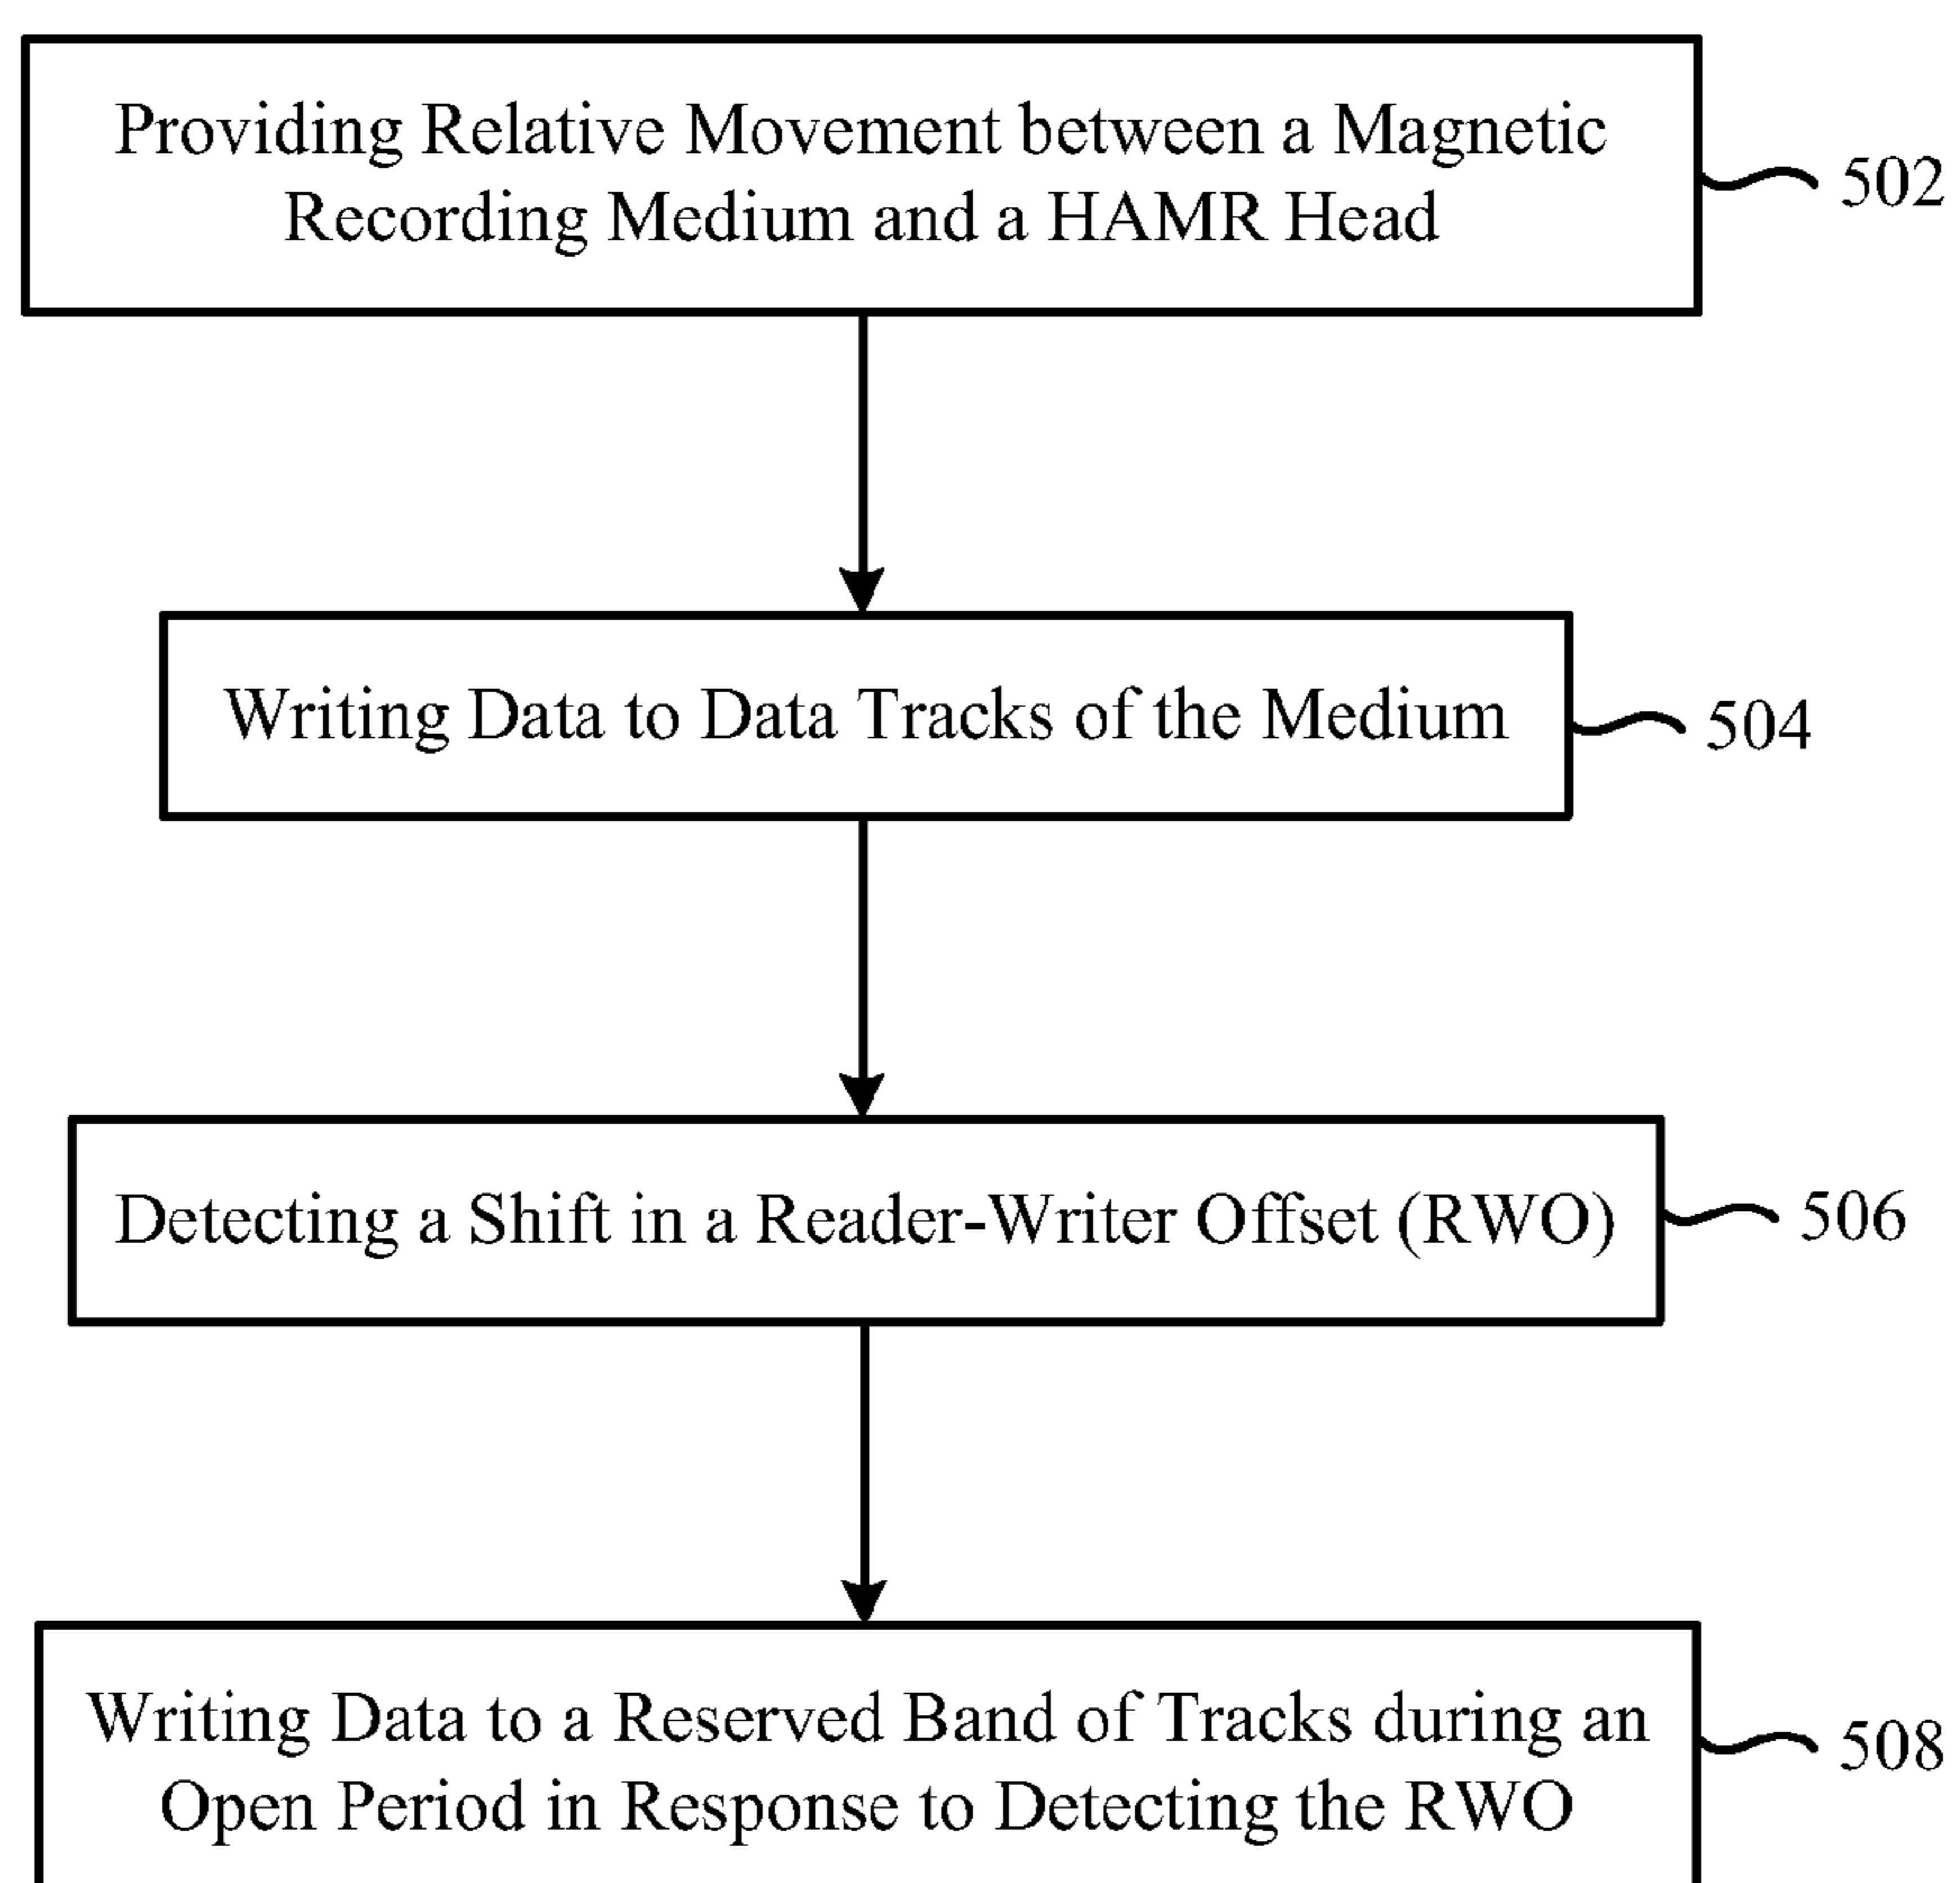 Providing Relative Movement between a Magnetic
Recording Medium and a HAMR Head
502
Writing Data to Data Tracks of the Medium
504
Detecting a Shift in a Reader-Writer Offset (RWO)
506
Writing Data to a Reserved Band of Tracks during an
Open Period in Response to Detecting the RWO
508